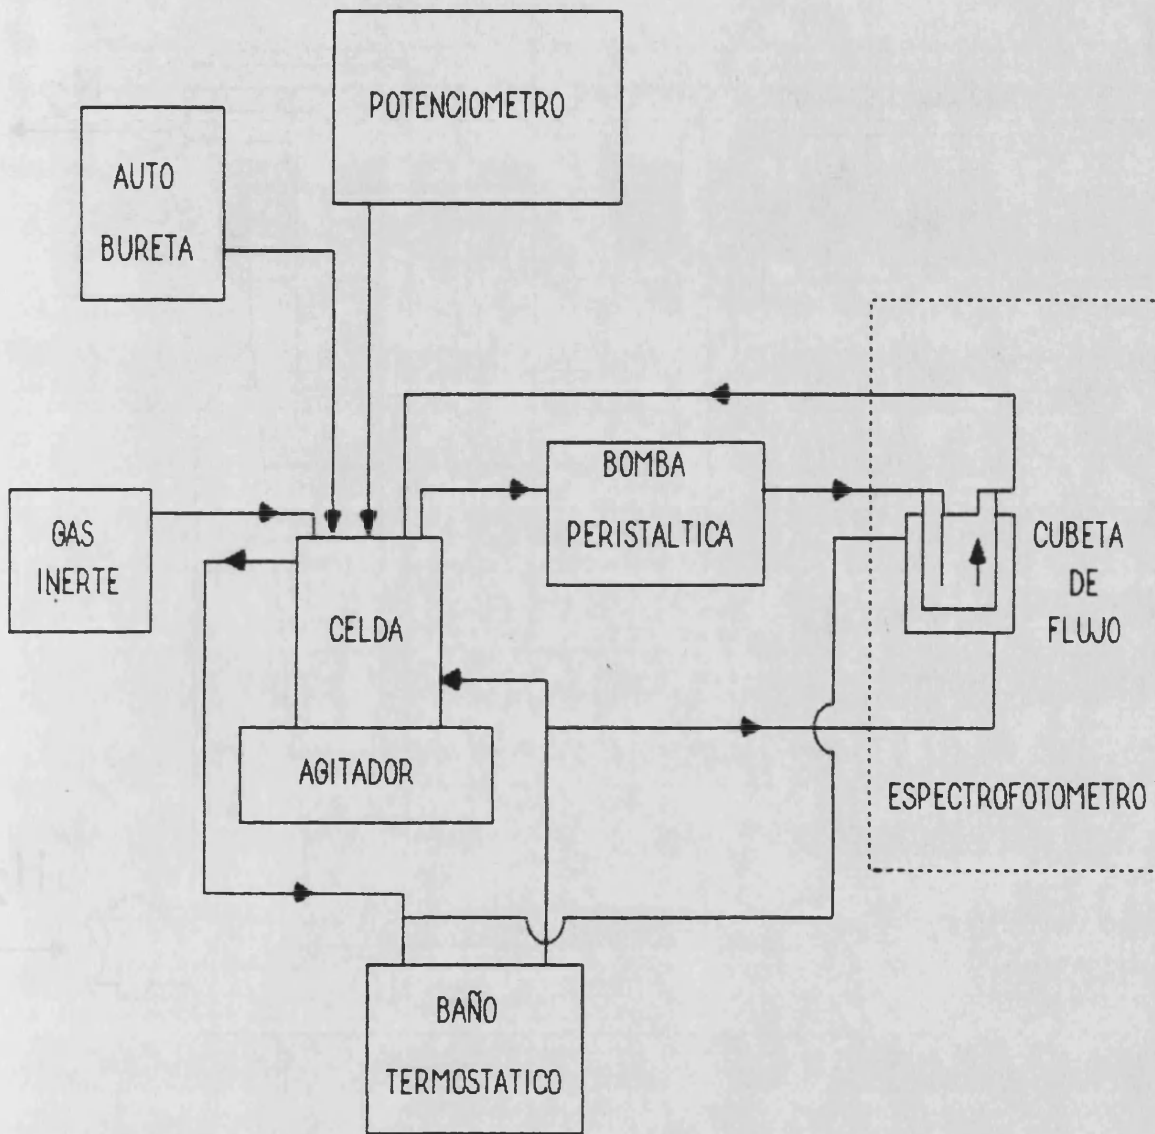 POTENCIOMETRO
AUTO
BURETA
BOMBA
PERISTALTICA
GAS
INERTE
CELDA
CUBETA
DE
FLUJO
AGITADOR
ESPECTROFOTOMETRO
BAÑO
TERMOSTATICO